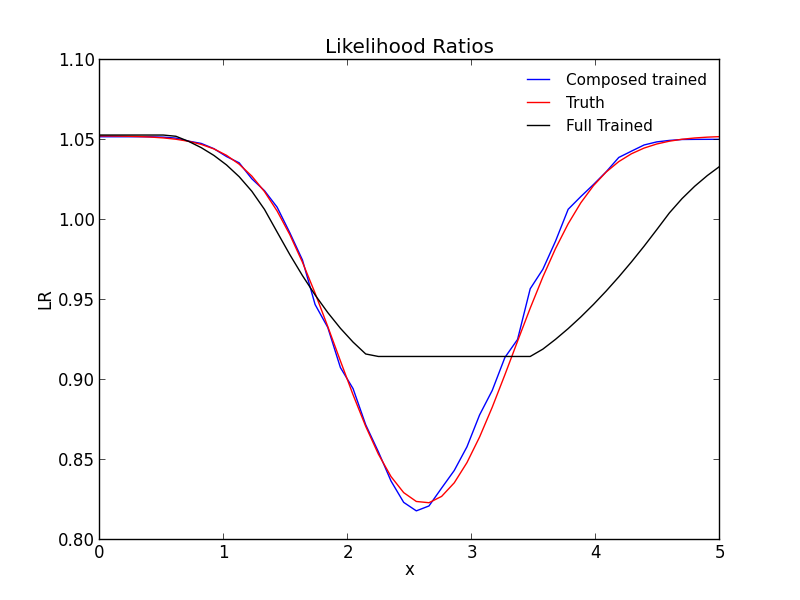 Likelihood Ratios
1.10
1.05
1.00
0.95
0.90
0.85
0.80
LR
Composed trained
Truth
Full Trained
0 1 2 3 4 5
x